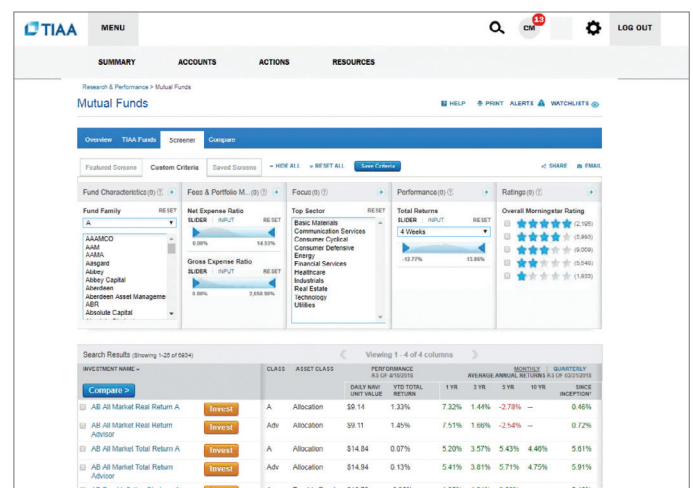 TIAA
MENU
CM
13
LOG OUT
SUMMARY ACCOUNTS ACTIONS RESOURCES
Research & Performance > Mutual Funds
Mutual Funds
HELP PRINT ALERTS WATCHLISTS
Overview TIAA Funds Screener Compare
Featured Screens Custom Criteria Saved Screens - HIDE ALL RESET ALL Save Criteria SHARE EMAIL
Fund Characteristics (0) Fees & Portfolio M...(0) Focus (0) Performance (0) Ratings (0)
Fund Family RESET
A
AAAMCO
AAM
AAMA
Aasgard
Abbey
Abbey Capital
Aberdeen
Aberdeen Asset Manageme
ABR
Absolute Capital
Net Expense Ratio
SLIDER | INPUT RESET
0.00% 14.53%
Gross Expense Ratio
SLIDER | INPUT RESET
0.00%
Top Sector RESET
Basic Materials
Communication Services
Consumer Cyclical
Consumer Defensive
Energy
Financial Services
Healthcare
Industrials
Real Estate
Technology
Utilities
Total Returns
SLIDER | INPUT RESET
4 Weeks
-13.77% 13.86%
Overall Morningstar Rating
(2,195)
(5,993)
(9,009)
(5,540)
(1,933)
Search Results (Showing 1-25 of 6934) Viewing 1 - 4 of 4 columns
INVESTMENT NAME CLASS ASSET CLASS PERFORMANCE MONTHLY | QUARTERLY
AS OF 4/10/2018 AVERAGE ANNUAL RETURNS AS OF 03/31/2018
Compare > DAILY NAV/ YTD TOTAL 1 YR 3 YR 5 YR 10 YR SINCE
UNIT VALUE RETURN INCEPTION
AB All Market Real Return A Invest A Allocation $9.14 1.33% 7.32% 1.44% -2.78% -- 0.46%
AB All Market Real Return Invest Adv Allocation $9.11 1.45% 7.51% 1.66% -2.54% -- 0.72%
Advisor
AB All Market Total Return A Invest A Allocation $14.84 0.07% 5.20% 3.57% 5.43% 4.46% 5.61%
AB All Market Total Return Invest Adv Allocation $14.94 0.13% 5.41% 3.81% 5.71% 4.75% 5.91%
Advisor